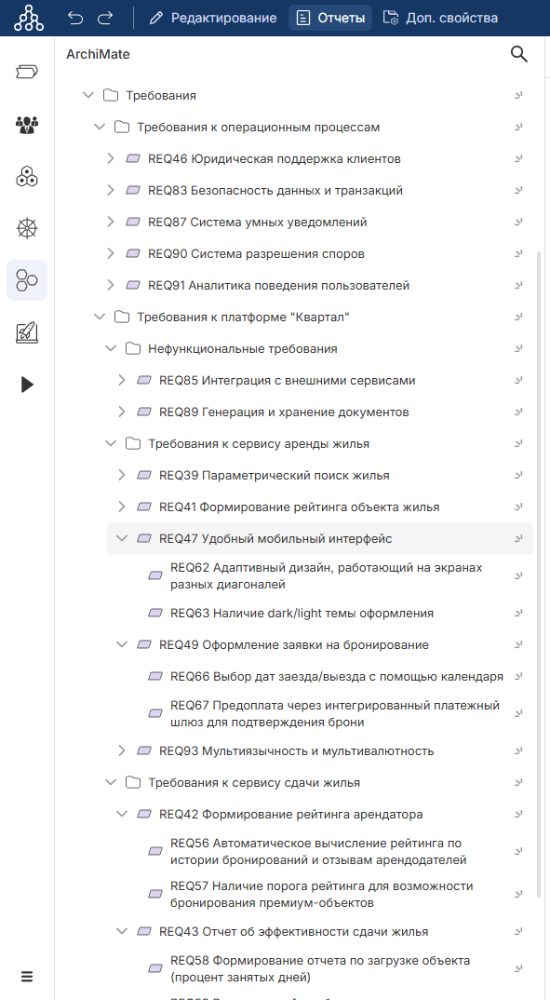 Редактирование
Отчеты
Доп. свойства
ArchiMate
Требования
Требования к операционным процессам
REQ46 Юридическая поддержка клиентов
REQ83 Безопасность данных и транзакций
REQ87 Система умных уведомлений
REQ90 Система разрешения споров
REQ91 Аналитика поведения пользователей
Требования к платформе "Квартал"
Нефункциональные требования
REQ85 Интеграция с внешними сервисами
REQ89 Генерация и хранение документов
Требования к сервису аренды жилья
REQ39 Параметрический поиск жилья
REQ41 Формирование рейтинга объекта жилья
REQ47 Удобный мобильный интерфейс
REQ62 Адаптивный дизайн, работающий на экранах
разных диагоналей
REQ63 Наличие dark/light темы оформления
REQ49 Оформление заявки на бронирование
REQ66 Выбор дат заезда/выезда с помощью календаря
REQ67 Предоплата через интегрированный платежный
шлюз для подтверждения брони
REQ93 Мультиязычность и мультивалютность
Требования к сервису сдачи жилья
REQ42 Формирование рейтинга арендатора
REQ56 Автоматическое вычисление рейтинга по
истории бронирований и отзывам арендодателей
REQ57 Наличие порога рейтинга для возможности
бронирования премиум-объектов
REQ43 Отчет об эффективности сдачи жилья
REQ58 Формирование отчета по загрузке объекта
(процент занятых дней)